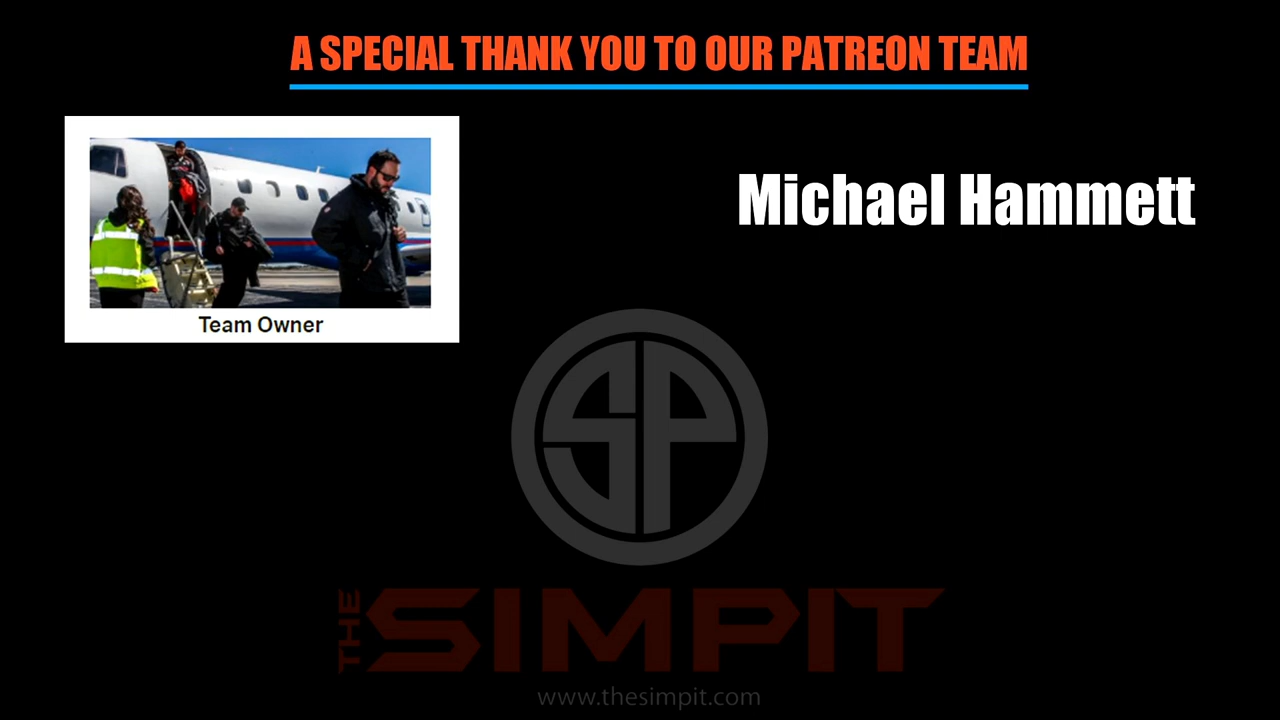 A SPECIAL THANK YOU TO OUR PATREON TEAM
Michael Hammett
Team Owner
SP
THE SIMPIT
www.thesimpit.com